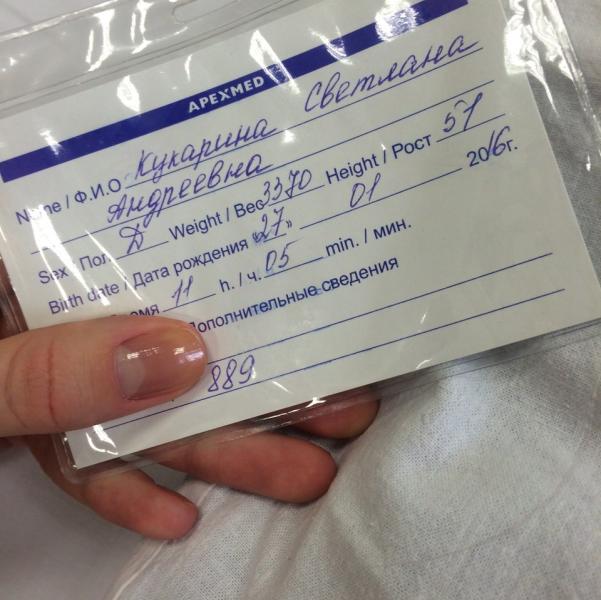 APEXMED
Name / Ф.И.О Кукарина Светлана
Андреевна
Sex / Пол Д Weight / Вес 3370 Height / Рост 51
Birth date / Дата рождения «27» 01 2016г.
11 h. / ч. 05 min. / мин.
Дополнительные сведения
889